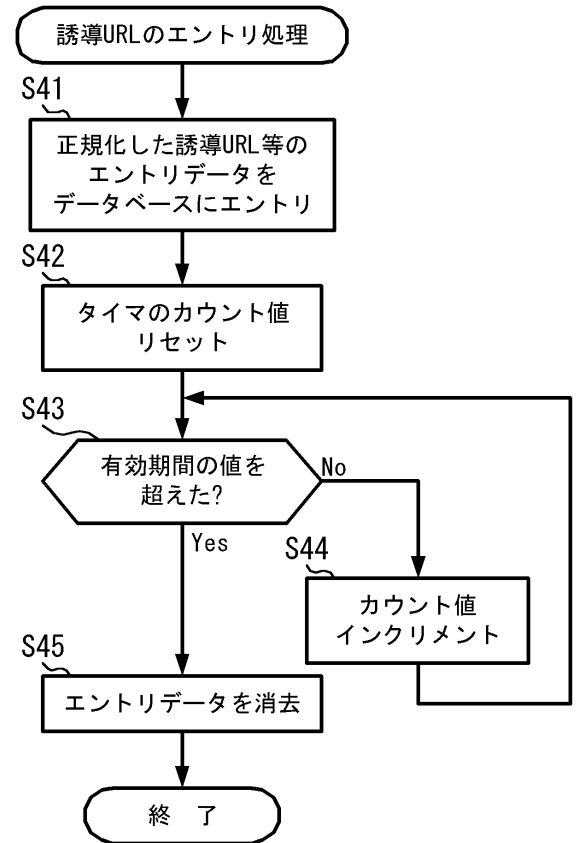 誘導URLのエントリ処理
S41
正規化した誘導URL等の
エントリデータを
データベースにエントリ
S42
タイマのカウント値
リセット
S43
有効期間の値を
超えた?
No
Yes
S44
カウント値
インクリメント
S45
エントリデータを消去
終 了